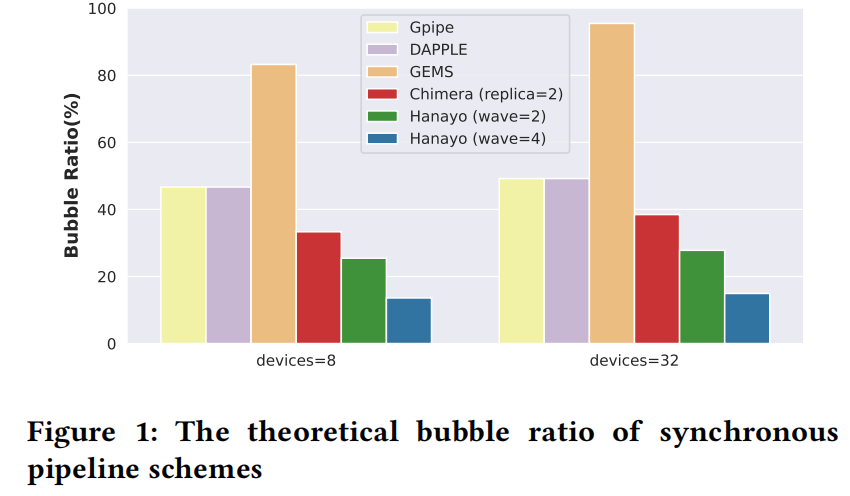 100
80
60
40
20
0
Bubble Ratio(%)
Gpipe
DAPPLE
GEMS
Chimera (replica=2)
Hanayo (wave=2)
Hanayo (wave=4)
devices=8
devices=32
Figure 1: The theoretical bubble ratio of synchronous
pipeline schemes